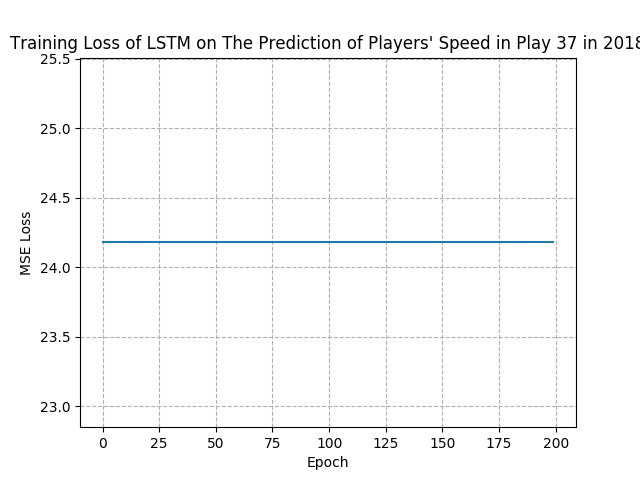 Training Loss of LSTM on The Prediction of Players' Speed in Play 37 in 2018
25.5
25.0
24.5
24.0
23.5
23.0
MSE Loss
0 25 50 75 100 125 150 175 200
Epoch